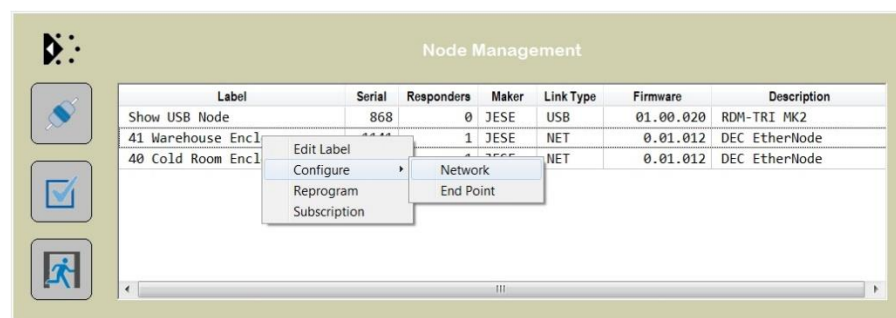 Node Management
Label Serial Responders Maker Link Type Firmware Description
Show USB Node 868 0 JESE USB 01.00.020 RDM-TRI MK2
41 Warehouse Encl 1 JESE NET 0.01.012 DEC EtherNode
40 Cold Room Encl JESE NET 0.01.012 DEC EtherNode
Edit Label
Configure Network
Reprogram End Point
Subscription